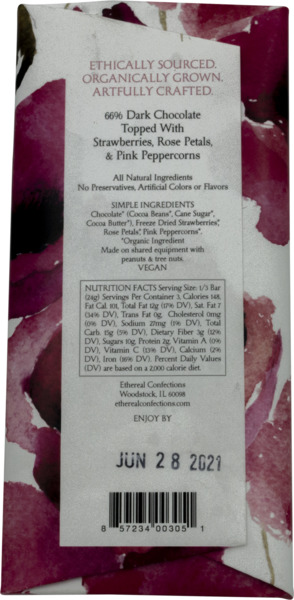 ETHICALLY SOURCED.
ORGANICALLY GROWN.
ARTFULLY CRAFTED.
66% Dark Chocolate
Topped With
Strawberries, Rose Petals,
& Pink Peppercorns
All Natural Ingredients
No Preservatives, Artificial Colors or Flavors
SIMPLE INGREDIENTS
Chocolate* (Cocoa Beans*, Cane Sugar*,
Cocoa Butter*), Freeze Dried Strawberries*,
Rose Petals*, Pink Peppercorns*.
*Organic Ingredient
Made on shared equipment with
peanuts & tree nuts.
VEGAN
NUTRITION FACTS Serving Size: 1/3 Bar
(24g) Servings Per Container 3, Calories 148,
Fat Cal. 101, Total Fat 12g (17% DV), Sat. Fat 7
(34% DV), Trans Fat 0g, Cholesterol 0mg
(0% DV), Sodium 27mg (1% DV), Total
Carb. 15g (5% DV), Dietary Fiber 3g (12%
DV), Sugars 10g, Protein 2g, Vitamin A (0%
DV), Vitamin C (13% DV), Calcium (2%
DV), Iron (16% DV). Percent Daily Values
(DV) are based on a 2,000 calorie diet.
Ethereal Confections
Woodstock, IL 60098
etherealconfections.com
ENJOY BY
JUN 28 2021
8 57234 00305 1